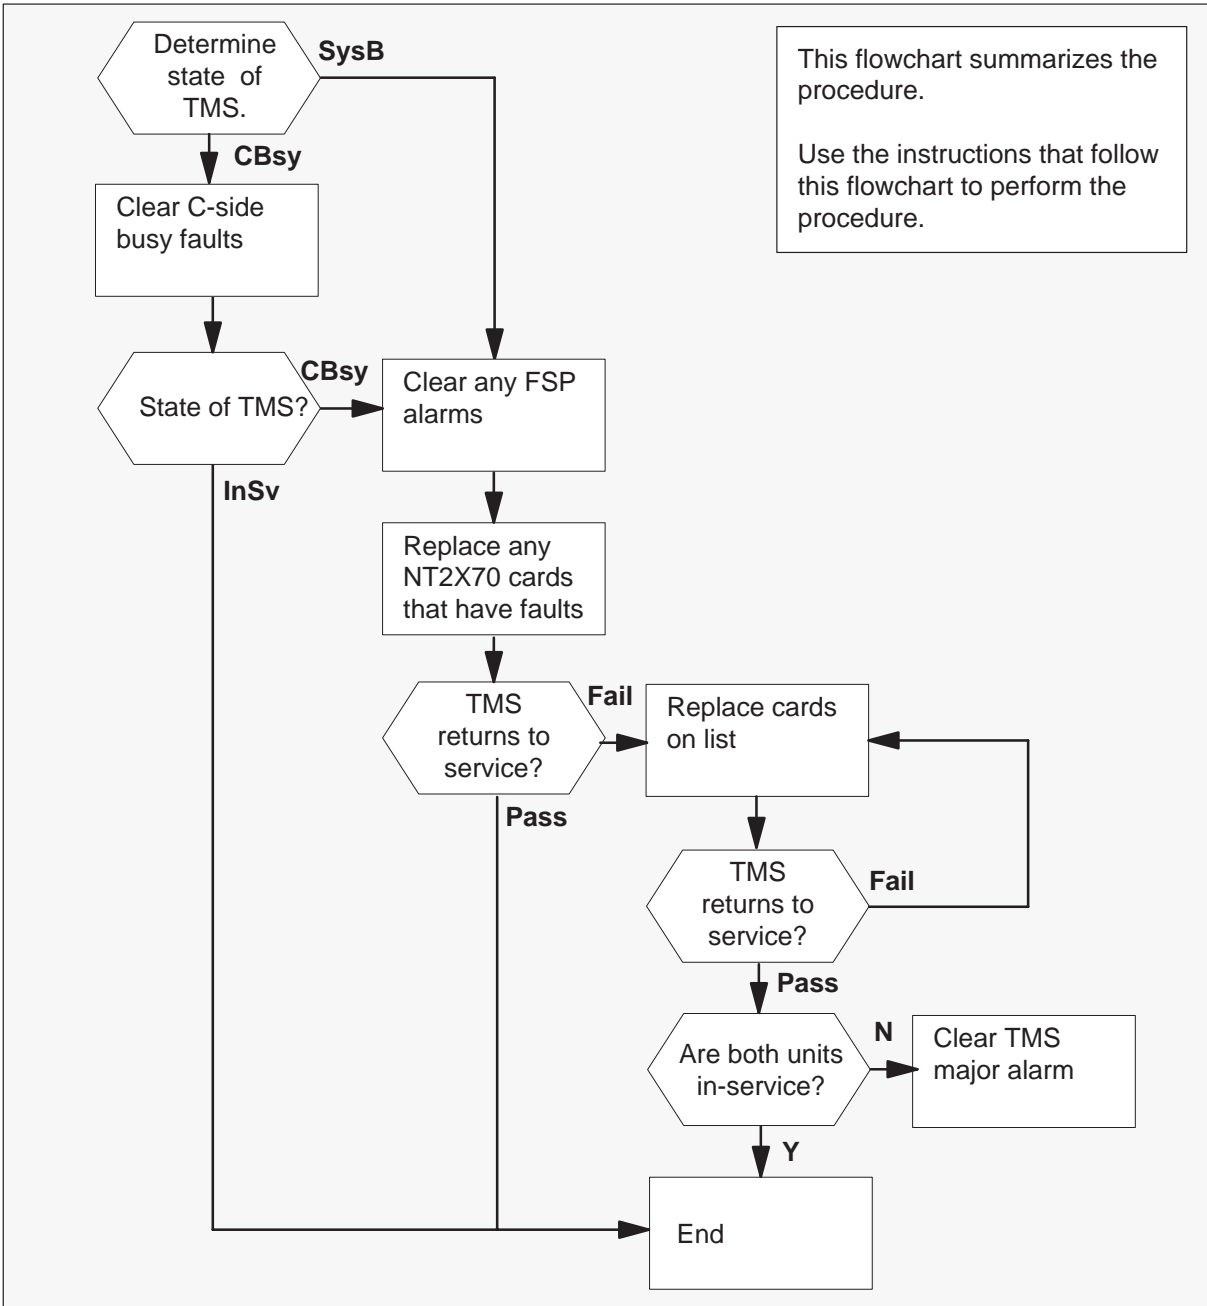 Determine
state of
TMS.
SysB
This flowchart summarizes the
procedure.
Use the instructions that follow
this flowchart to perform the
procedure.
CBsy
Clear C-side
busy faults
State of TMS?
CBsy
Clear any FSP
alarms
InSv
Replace any
NT2X70 cards
that have faults
TMS
returns to
service?
Fail
Replace cards
on list
Pass
TMS
returns to
service?
Fail
Pass
Are both units
in-service?
N
Clear TMS
major alarm
Y
End